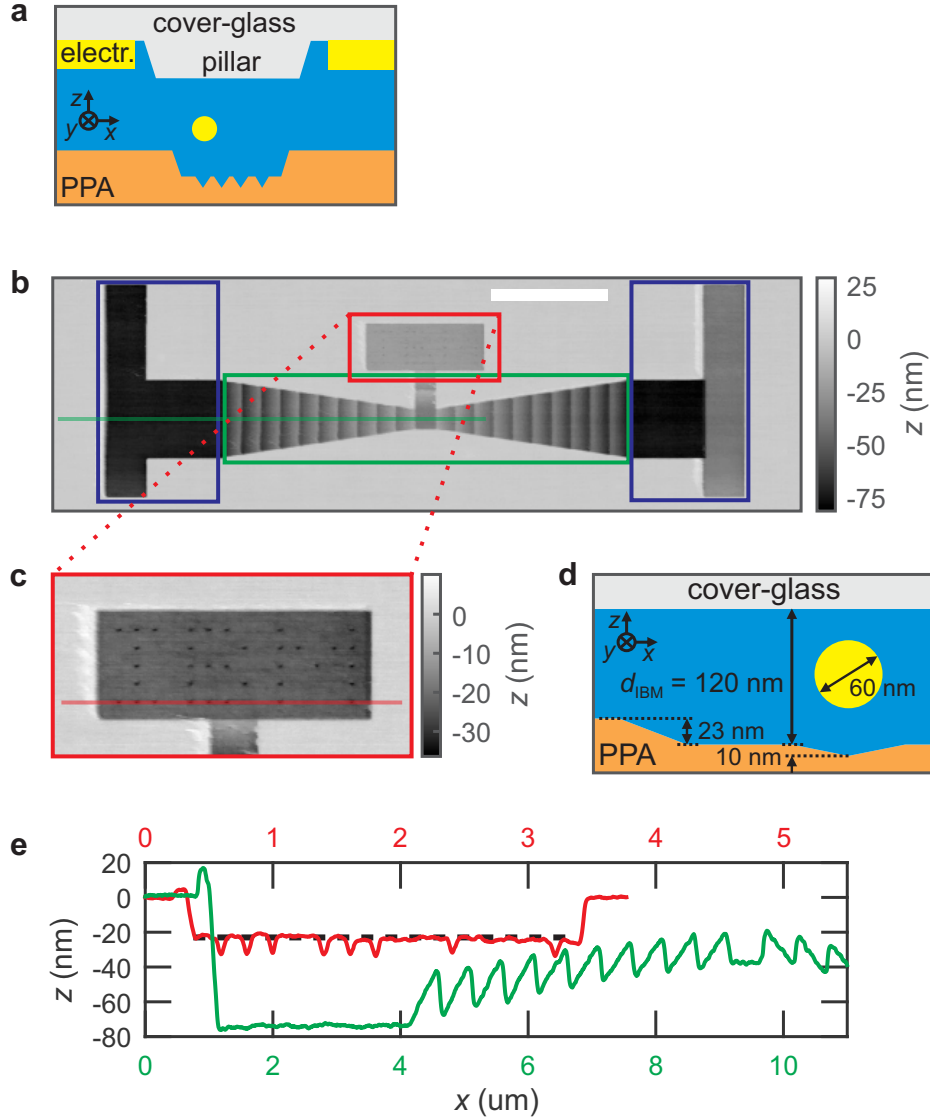 a
cover-glass
electr.
pillar
z
y
x
PPA
b
25
0
-25
-50
-75
z (nm)
c
0
-10
-20
-30
z (nm)
d
cover-glass
z
y
x
d_IBM = 120 nm
60 nm
23 nm
PPA
10 nm
e
0 1 2 3 4 5
20
0
-20
-40
-60
-80
z (nm)
0 2 4 6 8 10
x (um)